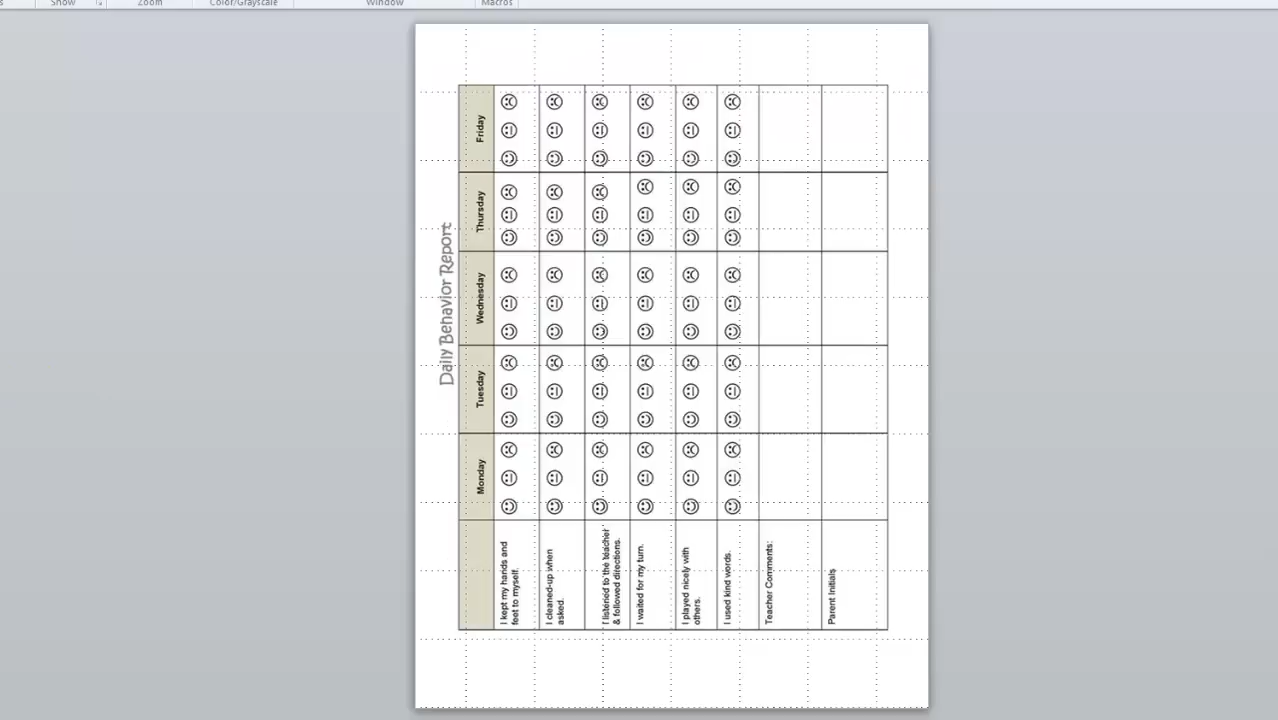 Show
Zoom
Color/Grayscale
Window
Macros
Daily Behavior Report
Monday
Tuesday
Wednesday
Thursday
Friday
I kept my hands and
feet to myself.
I cleaned-up when
asked.
I listened to the teacher
& followed directions.
I waited for my turn.
I played nicely with
others.
I used kind words.
Teacher Comments:
Parent Initials